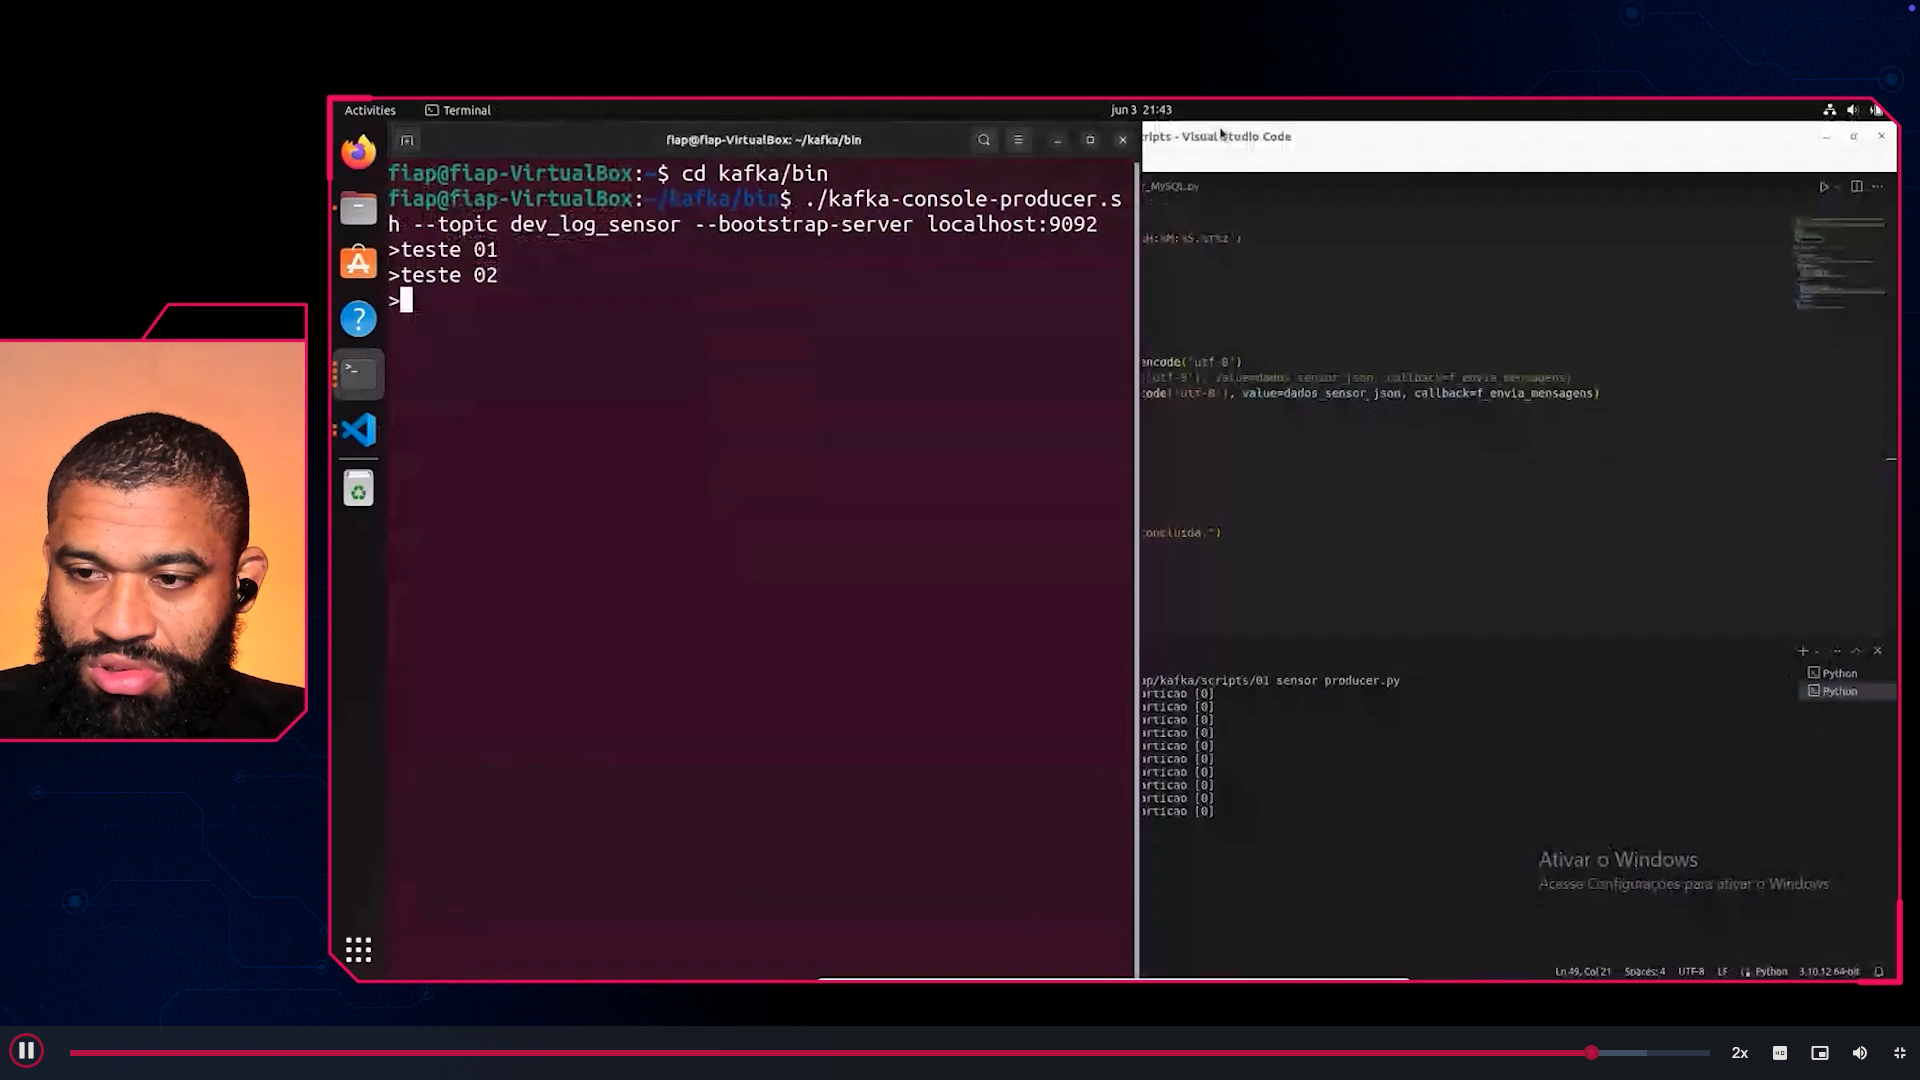 Activities
Terminal
jun 3 21:43
fiap@fiap-VirtualBox: ~/kafka/bin
ripts - Visual Studio Code
fiap@fiap-VirtualBox:~$ cd kafka/bin
fiap@fiap-VirtualBox:~/kafka/bin$ ./kafka-console-producer.s
h --topic dev_log_sensor --bootstrap-server localhost:9092
>teste 01
>teste 02
>
_MySQL.py
ncode('utf-8')
('utf-8'), value=dados_sensor_json, callback=f_envia_mensagens)
ode('utf-8'), value=dados_sensor_json, callback=f_envia_mensagens)
oncluida.")
Python
Python
ap/kafka/scripts/01 sensor producer.py
articao [0]
articao [0]
articao [0]
articao [0]
articao [0]
articao [0]
articao [0]
articao [0]
articao [0]
articao [0]
Ativar o Windows
Acesse Configurações para ativar o Windows
Ln 49, Col 21 Spaces: 4 UTF-8 LF Python 3.10.12 64-bit
2x
HD